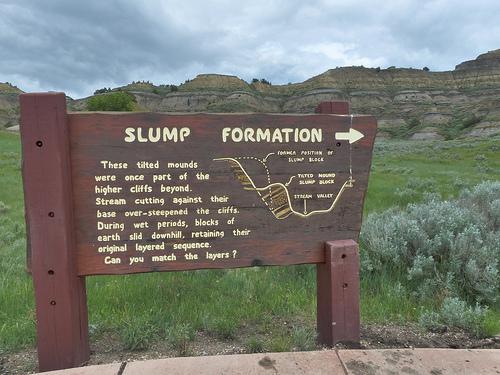 SLUMP FORMATION
These tilted mounds
were once part of the
higher cliffs beyond.
Stream cutting against their
base over-steepened the cliffs.
During wet periods, blocks of
earth slid downhill, retaining their
original layered sequence.
Can you match the layers?
FORMER POSITION OF
SLUMP BLOCK
TILTED MOUND
SLUMP BLOCK
STREAM VALLEY